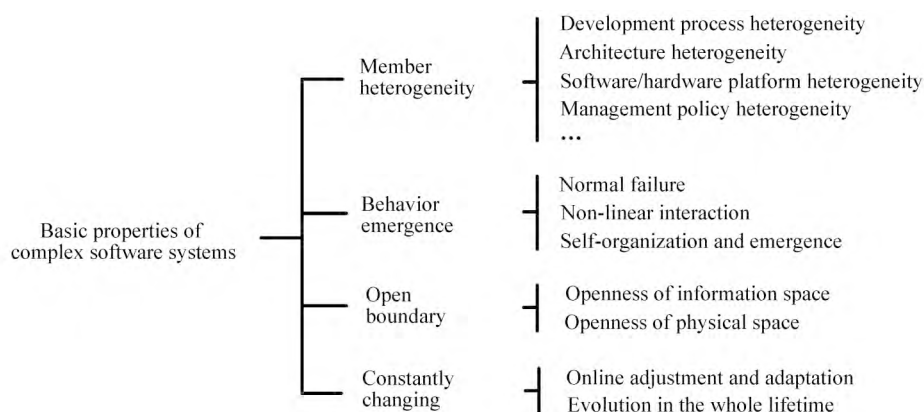 Basic properties of
complex software systems
Member
heterogeneity
Development process heterogeneity
Architecture heterogeneity
Software/hardware platform heterogeneity
Management policy heterogeneity
...
Behavior
emergence
Normal failure
Non-linear interaction
Self-organization and emergence
Open
boundary
Openness of information space
Openness of physical space
Constantly
changing
Online adjustment and adaptation
Evolution in the whole lifetime